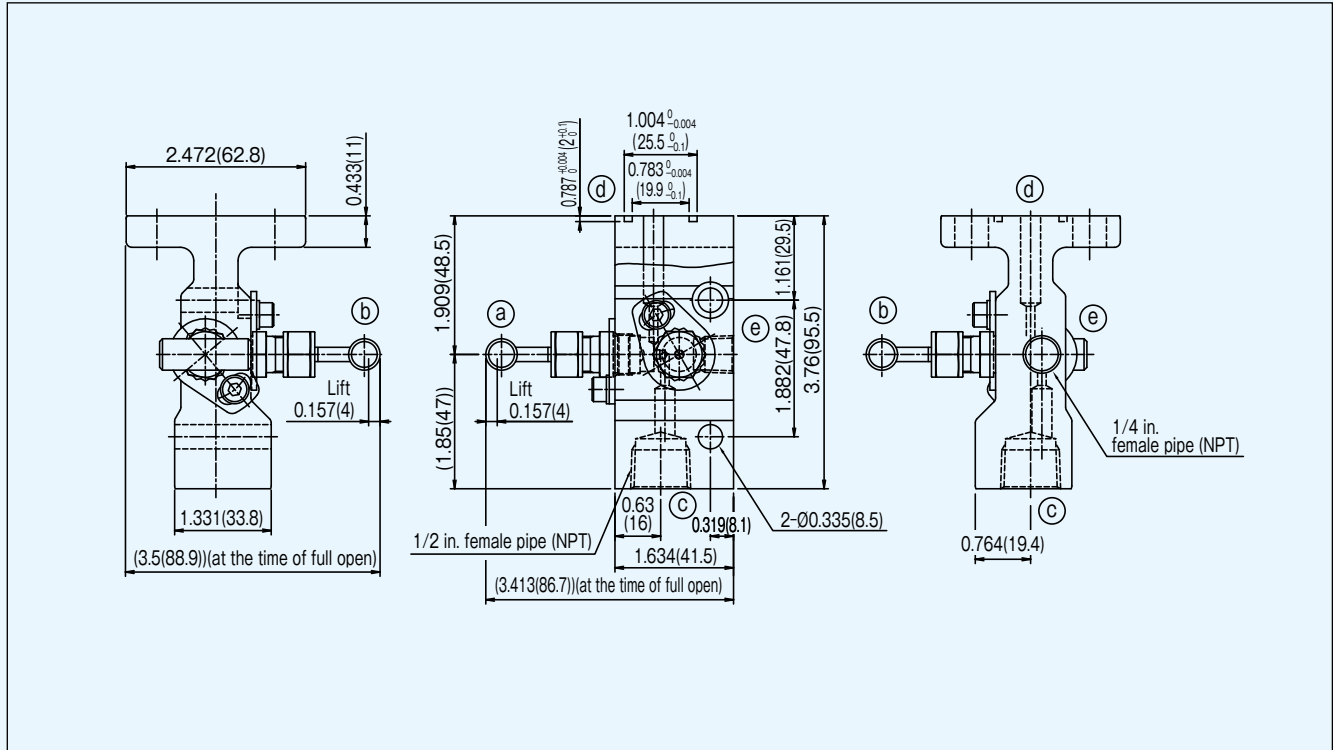 2.472(62.8)
0.433(11)
b
Lift
0.157(4)
1.331(33.8)
(3.5(88.9))(at the time of full open)
0.787 +0.004 0 (2 +0.1 0)
1.004 0 -0.004
(25.5 0 -0.1)
0.783 0 -0.004
(19.9 0 -0.1)
d
1.909(48.5)
(1.85(47))
a
Lift
0.157(4)
e
1.161(29.5)
1.882(47.8)
3.76(95.5)
c
0.63
(16)
0.319(8.1)
2-Ø0.335(8.5)
1/2 in. female pipe (NPT)
1.634(41.5)
(3.413(86.7))(at the time of full open)
d
b
e
1/4 in.
female pipe (NPT)
c
0.764(19.4)